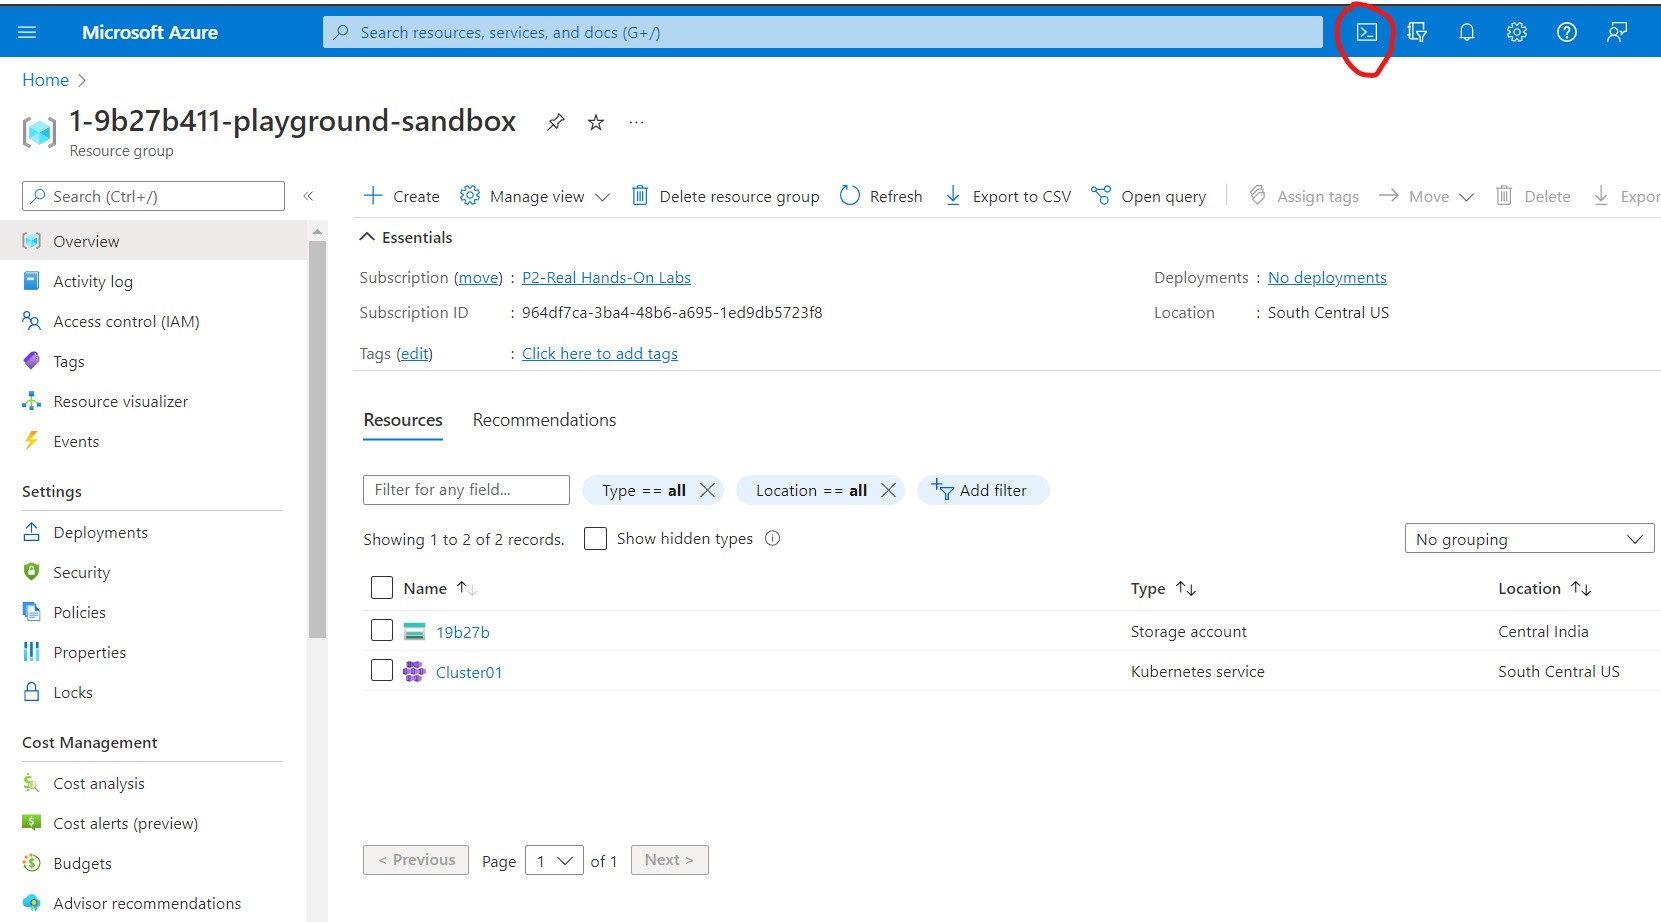 Microsoft Azure
Search resources, services, and docs (G+/)
Home >
1-9b27b411-playground-sandbox
Resource group
Search (Ctrl+/)
«
Create
Manage view
Delete resource group
Refresh
Export to CSV
Open query
Assign tags
Move
Delete
Expor
Essentials
Subscription (move) : P2-Real Hands-On Labs
Deployments : No deployments
Subscription ID : 964df7ca-3ba4-48b6-a695-1ed9db5723f8
Location : South Central US
Tags (edit) : Click here to add tags
Overview
Activity log
Access control (IAM)
Tags
Resource visualizer
Events
Settings
Deployments
Security
Policies
Properties
Locks
Cost Management
Cost analysis
Cost alerts (preview)
Budgets
Advisor recommendations
Resources
Recommendations
Filter for any field...
Type == all
Location == all
Add filter
Showing 1 to 2 of 2 records.
Show hidden types
No grouping
Name
Type
Location
19b27b
Storage account
Central India
Cluster01
Kubernetes service
South Central US
< Previous
Page 1 of 1
Next >